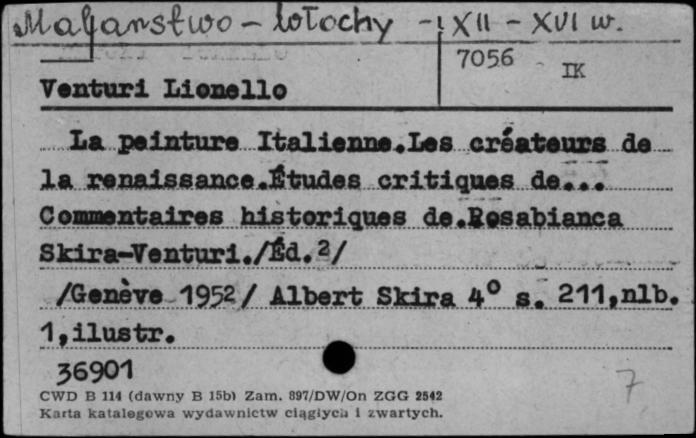 Malarstwo - Włochy - XII - XVI w.
7056 IK
Venturi Lionello
La peinture Italienne.Les créateurs de
la renaissance.Études critiques de...
Commentaires historiques de.Rosabianca
Skira-Venturi./Éd.2/
/Genève 1952/ Albert Skira 4° s. 211,nlb.
1,ilustr.
36901
7
CWD B 114 (dawny B 15b) Zam. 897/DW/On ZGG 2542
Karta katalogowa wydawnictw ciągłych i zwartych.